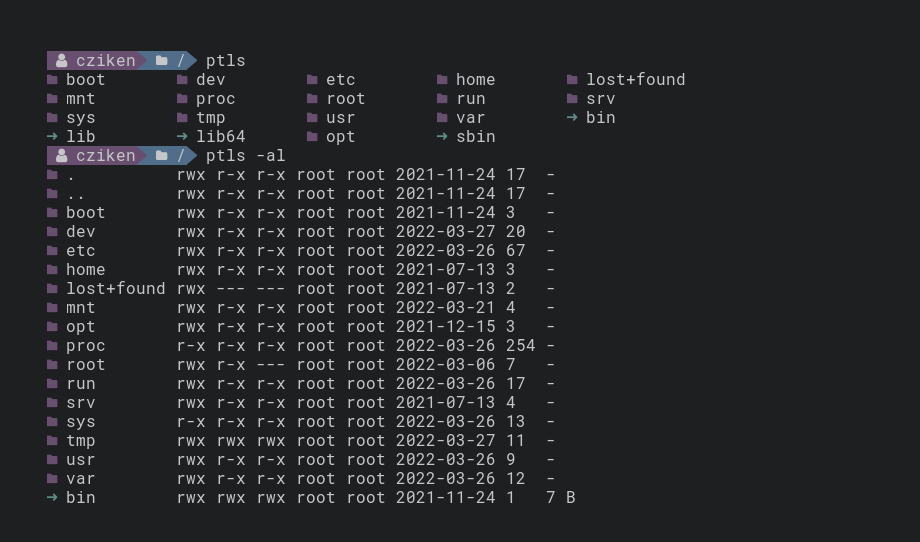 cziken / ptls
boot dev etc home lost+found
mnt proc root run srv
sys tmp usr var → bin
→ lib → lib64 opt → sbin
cziken / ptls -al
. rwx r-x r-x root root 2021-11-24 17 -
.. rwx r-x r-x root root 2021-11-24 17 -
boot rwx r-x r-x root root 2021-11-24 3 -
dev rwx r-x r-x root root 2022-03-27 20 -
etc rwx r-x r-x root root 2022-03-26 67 -
home rwx r-x r-x root root 2021-07-13 3 -
lost+found rwx --- --- root root 2021-07-13 2 -
mnt rwx r-x r-x root root 2022-03-21 4 -
opt rwx r-x r-x root root 2021-12-15 3 -
proc r-x r-x r-x root root 2022-03-26 254 -
root rwx r-x --- root root 2022-03-06 7 -
run rwx r-x r-x root root 2022-03-26 17 -
srv rwx r-x r-x root root 2021-07-13 4 -
sys r-x r-x r-x root root 2022-03-26 13 -
tmp rwx rwx rwx root root 2022-03-27 11 -
usr rwx r-x r-x root root 2022-03-26 9 -
var rwx r-x r-x root root 2022-03-26 12 -
→ bin rwx rwx rwx root root 2021-11-24 1 7 B